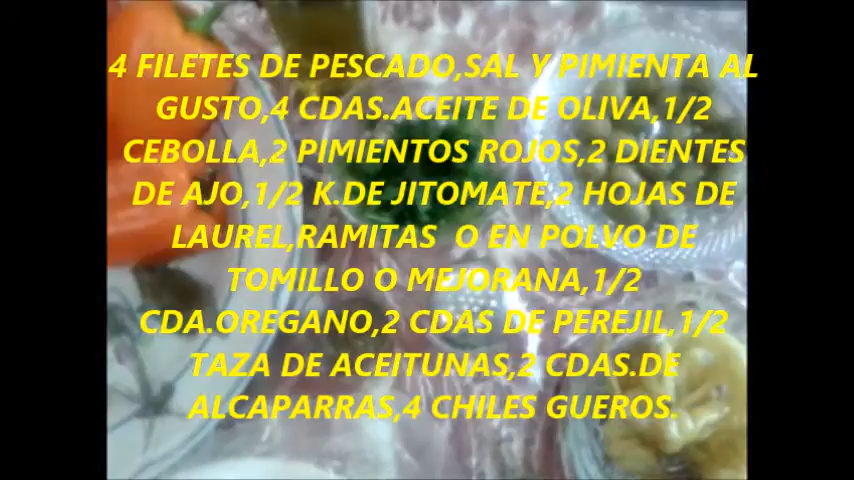 4 FILETES DE PESCADO,SAL Y PIMIENTA AL
GUSTO,4 CDAS.ACEITE DE OLIVA,1/2
CEBOLLA,2 PIMIENTOS ROJOS,2 DIENTES
DE AJO,1/2 K.DE JITOMATE,2 HOJAS DE
LAUREL,RAMITAS O EN POLVO DE
TOMILLO O MEJORANA,1/2
CDA.OREGANO,2 CDAS DE PEREJIL,1/2
TAZA DE ACEITUNAS,2 CDAS.DE
ALCAPARRAS,4 CHILES GUEROS.